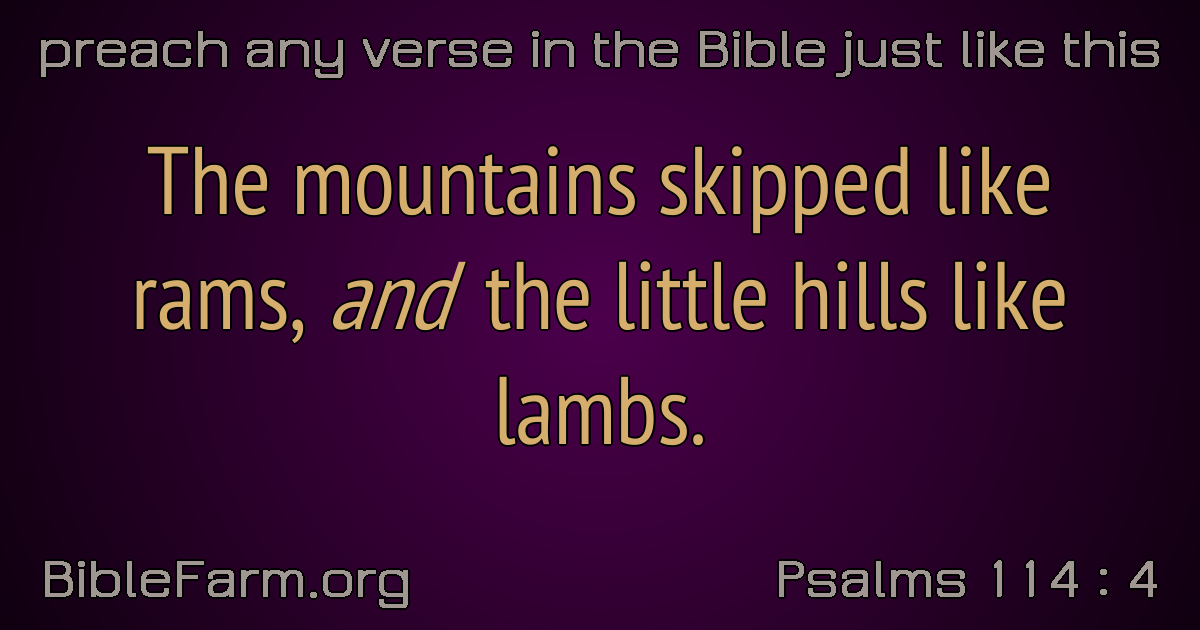 preach any verse in the Bible just like this
The mountains skipped like
rams, and the little hills like
lambs.
BibleFarm.org
Psalms 114 : 4